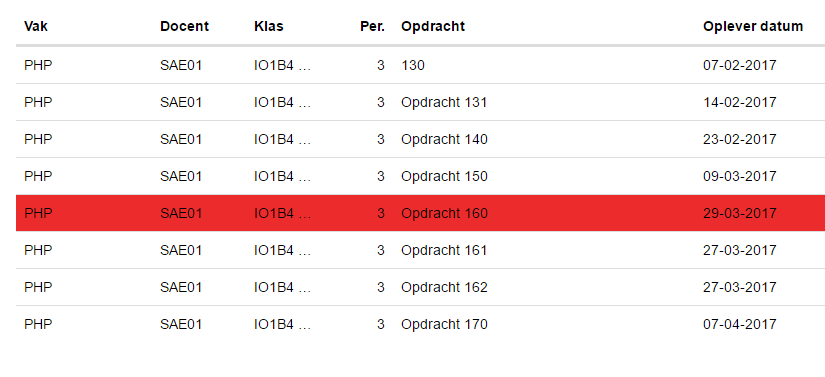 Vak Docent Klas Per. Opdracht Oplever datum
PHP SAE01 IO1B4 ... 3 130 07-02-2017
PHP SAE01 IO1B4 ... 3 Opdracht 131 14-02-2017
PHP SAE01 IO1B4 ... 3 Opdracht 140 23-02-2017
PHP SAE01 IO1B4 ... 3 Opdracht 150 09-03-2017
PHP SAE01 IO1B4 ... 3 Opdracht 160 29-03-2017
PHP SAE01 IO1B4 ... 3 Opdracht 161 27-03-2017
PHP SAE01 IO1B4 ... 3 Opdracht 162 27-03-2017
PHP SAE01 IO1B4 ... 3 Opdracht 170 07-04-2017